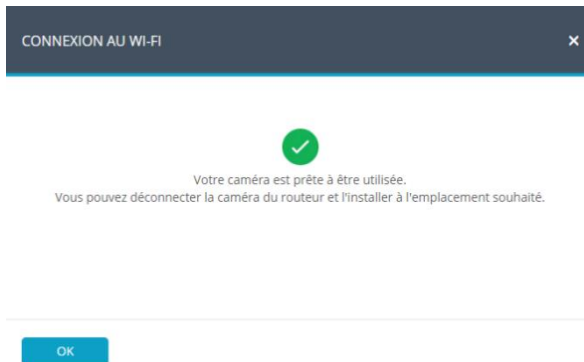 CONNEXION AU WI-FI
Votre caméra est prête à être utilisée.
Vous pouvez déconnecter la caméra du routeur et l'installer à l'emplacement souhaité.
OK